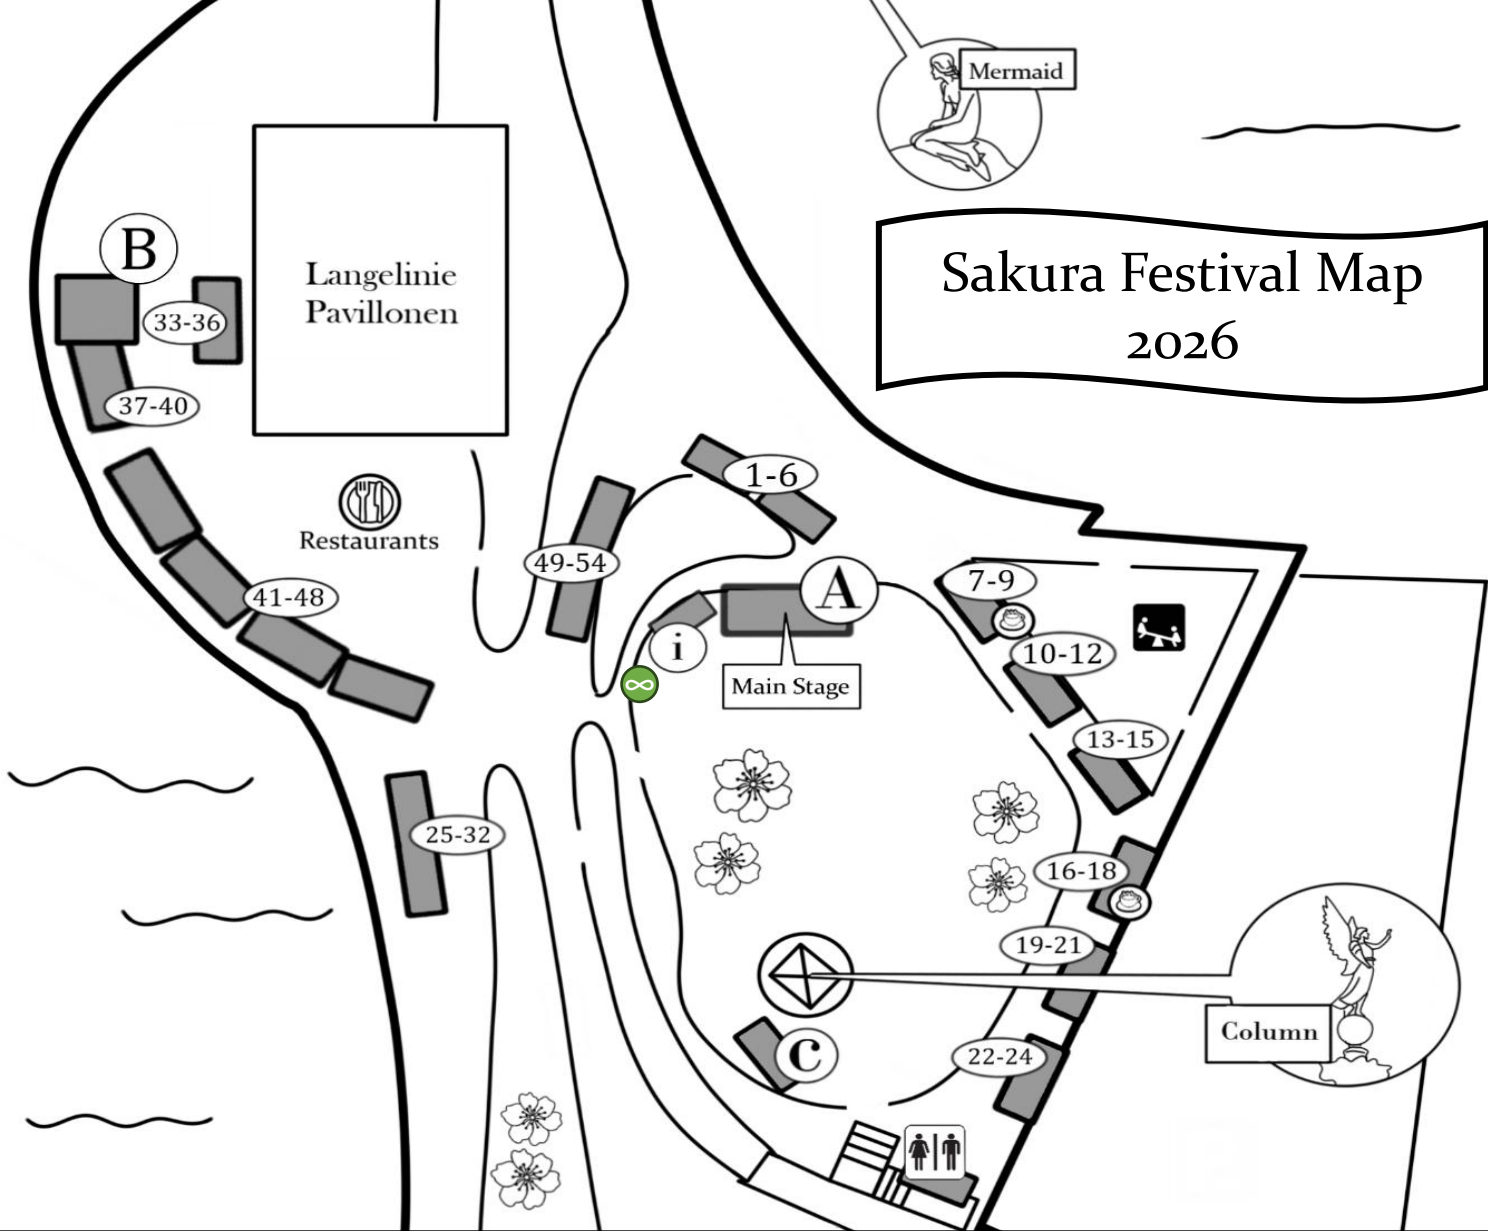 Mermaid
Sakura Festival Map
2026
B
Langelinie
Pavillonen
33-36
37-40
Restaurants
41-48
49-54
1-6
A
i
Main Stage
7-9
10-12
13-15
25-32
16-18
19-21
Column
C
22-24